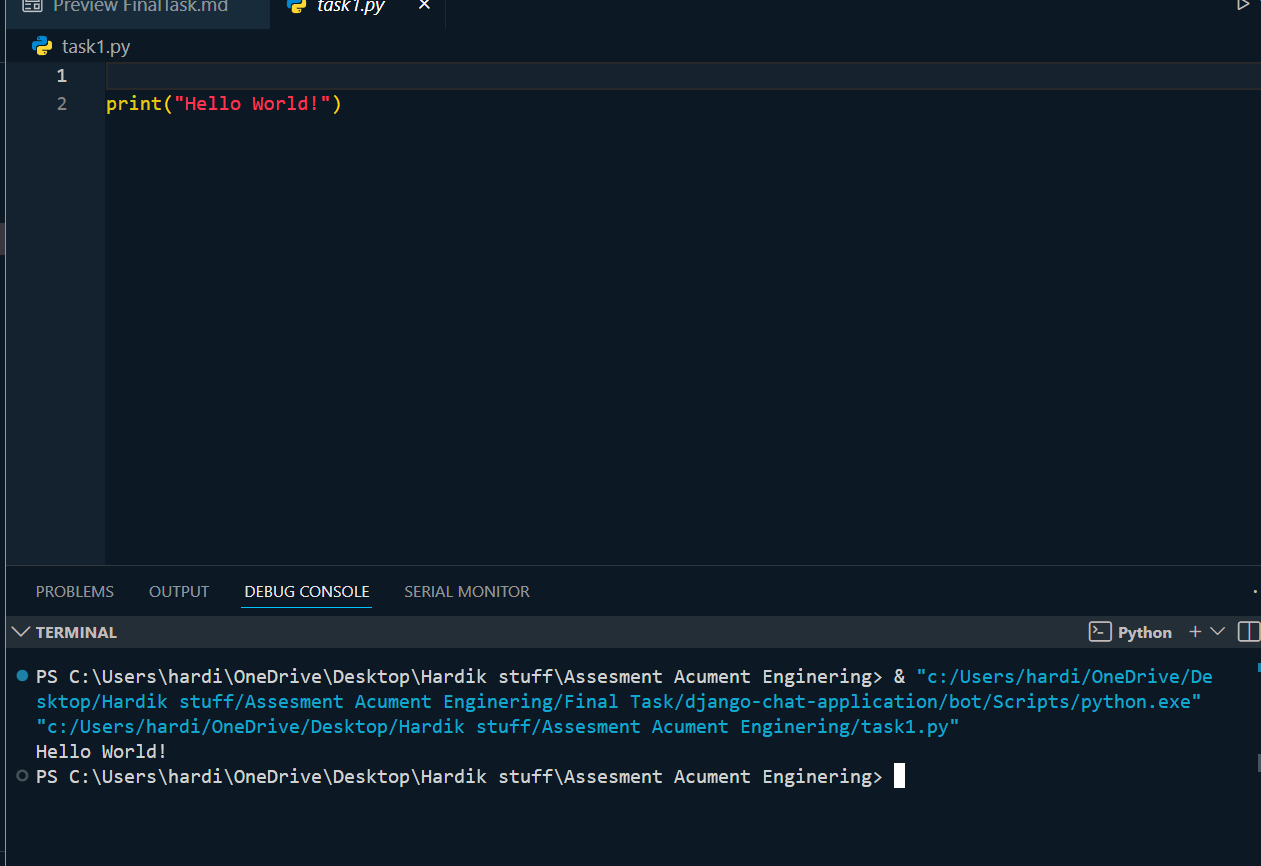 Preview FinalTask.md task1.py
task1.py
1
2 print("Hello World!")
PROBLEMS OUTPUT DEBUG CONSOLE SERIAL MONITOR
TERMINAL Python
PS C:\Users\hardi\OneDrive\Desktop\Hardik stuff\Assesment Acument Enginering> & "c:/Users/hardi/OneDrive/De
sktop/Hardik stuff/Assesment Acument Enginering/Final Task/django-chat-application/bot/Scripts/python.exe"
"c:/Users/hardi/OneDrive/Desktop/Hardik stuff/Assesment Acument Enginering/task1.py"
Hello World!
PS C:\Users\hardi\OneDrive\Desktop\Hardik stuff\Assesment Acument Enginering>